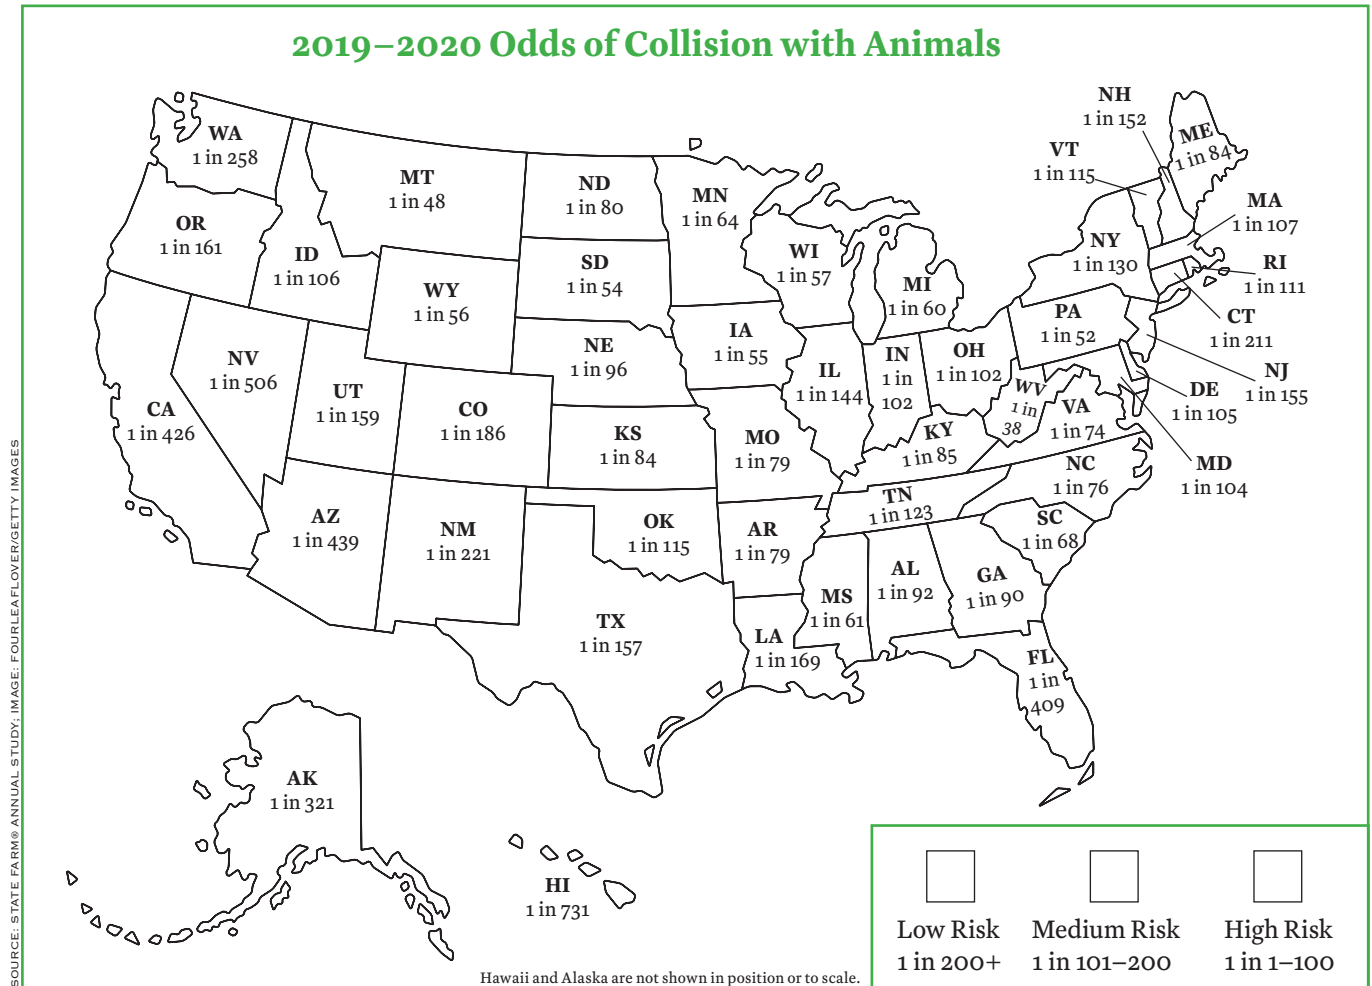 2019–2020 Odds of Collision with Animals
WA
1 in 258
OR
1 in 161
CA
1 in 426
NV
1 in 506
ID
1 in 106
MT
1 in 48
WY
1 in 56
UT
1 in 159
CO
1 in 186
AZ
1 in 439
NM
1 in 221
ND
1 in 80
SD
1 in 54
NE
1 in 96
KS
1 in 84
OK
1 in 115
TX
1 in 157
MN
1 in 64
IA
1 in 55
MO
1 in 79
AR
1 in 79
LA
1 in 169
WI
1 in 57
IL
1 in 144
MI
1 in 60
IN
1 in
102
OH
1 in 102
KY
1 in 85
TN
1 in 123
MS
1 in 61
AL
1 in 92
GA
1 in 90
FL
1 in
409
SC
1 in 68
NC
1 in 76
VA
1 in 74
WV
1 in
38
PA
1 in 52
NY
1 in 130
VT
1 in 115
NH
1 in 152
ME
1 in 84
MA
1 in 107
RI
1 in 111
CT
1 in 211
NJ
1 in 155
DE
1 in 105
MD
1 in 104
AK
1 in 321
HI
1 in 731
Low Risk
1 in 200+
Medium Risk
1 in 101–200
High Risk
1 in 1–100
Hawaii and Alaska are not shown in position or to scale.
SOURCE: STATE FARM® ANNUAL STUDY; IMAGE: FOURLEAFLOVER/GETTY IMAGES